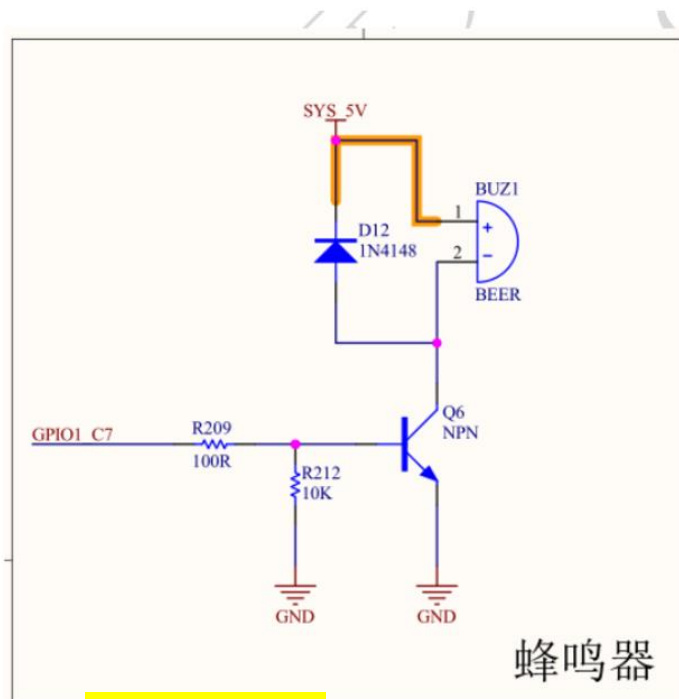 SYS_5V
BUZ1
1
+
D12
1N4148
2
−
BEER
Q6
NPN
GPIO1_C7
R209
100R
R212
10K
GND
GND
蜂鸣器